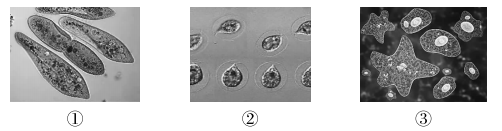 ① ② ③